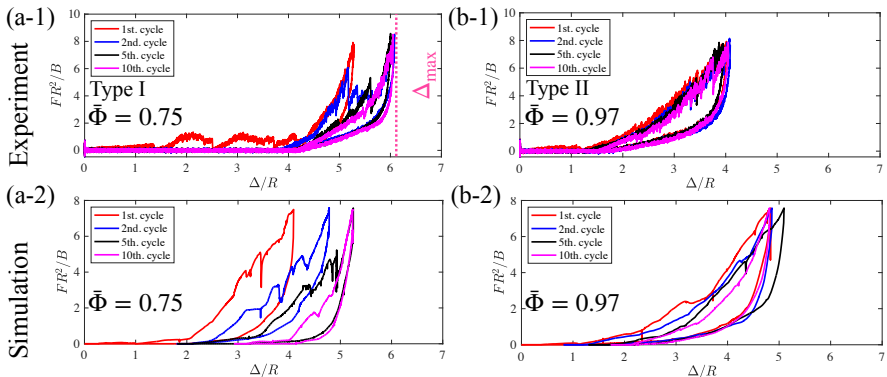 (a-1)
Experiment
10
8
6
4
2
0
FR²/B
1st. cycle
2nd. cycle
5th. cycle
10th. cycle
Type I
Φ̄ = 0.75
Δmax
0 1 2 3 4 5 6 7
Δ/R
(b-1)
10
8
6
4
2
0
FR²/B
1st. cycle
2nd. cycle
5th. cycle
10th. cycle
Type II
Φ̄ = 0.97
0 1 2 3 4 5 6 7
Δ/R
(a-2)
Simulation
8
6
4
2
0
FR²/B
1st. cycle
2nd. cycle
5th. cycle
10th. cycle
Φ̄ = 0.75
0 1 2 3 4 5 6 7
Δ/R
(b-2)
8
6
4
2
0
FR²/B
1st. cycle
2nd. cycle
5th. cycle
10th. cycle
Φ̄ = 0.97
0 1 2 3 4 5 6 7
Δ/R